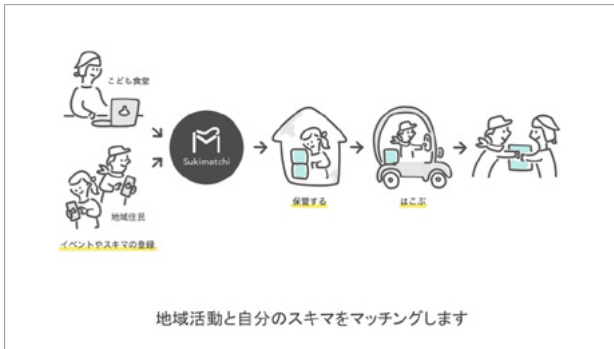 こども食堂
Sukimatchi
地域住民
イベントやスキマの登録
保管する
はこぶ
地域活動と自分のスキマをマッチングします